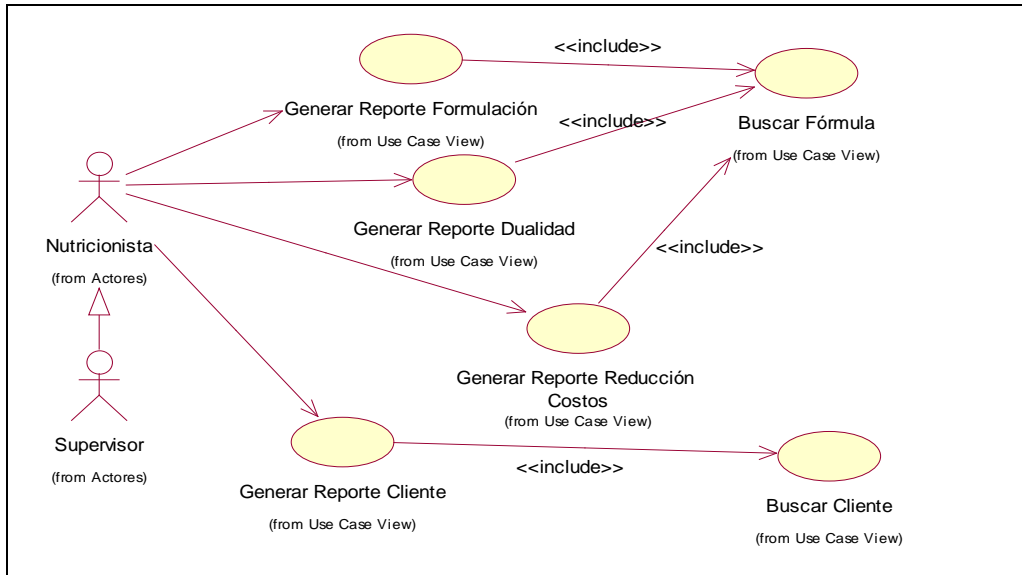 <<include>>
Generar Reporte Formulación
(from Use Case View)
<<include>>
Buscar Fórmula
(from Use Case View)
Nutricionista
(from Actores)
Generar Reporte Dualidad
(from Use Case View)
<<include>>
Generar Reporte Reducción
Costos
(from Use Case View)
Supervisor
(from Actores)
Generar Reporte Cliente
(from Use Case View)
<<include>>
Buscar Cliente
(from Use Case View)